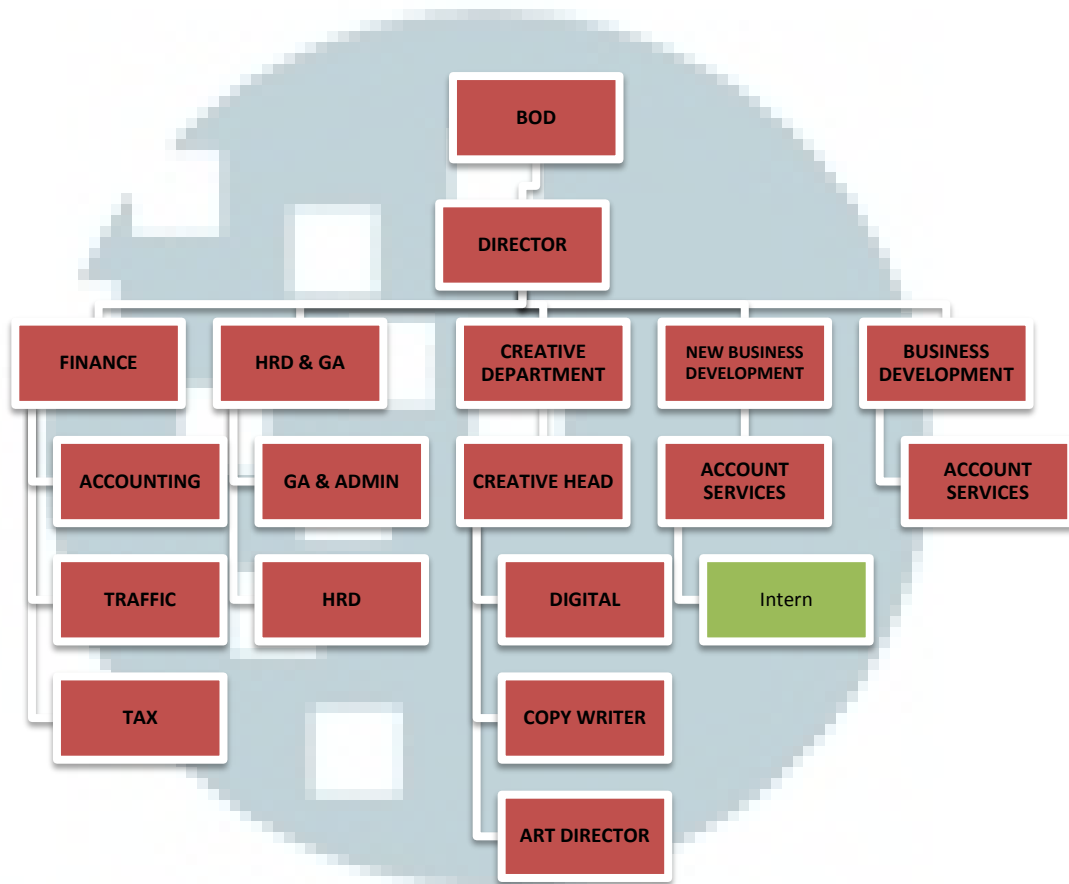 BOD
DIRECTOR
FINANCE
HRD & GA
CREATIVE
DEPARTMENT
NEW BUSINESS
DEVELOPMENT
BUSINESS
DEVELOPMENT
ACCOUNTING
GA & ADMIN
CREATIVE HEAD
ACCOUNT
SERVICES
ACCOUNT
SERVICES
TRAFFIC
HRD
DIGITAL
Intern
TAX
COPY WRITER
ART DIRECTOR